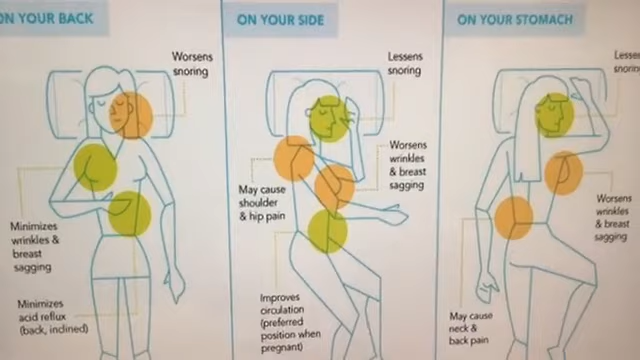 ON YOUR BACK
Worsens
snoring
Minimizes
wrinkles &
breast
sagging
Minimizes
acid reflux
(back, inclined)
ON YOUR SIDE
Lessens
snoring
Worsens
wrinkles
& breast
sagging
May cause
shoulder
& hip pain
Improves
circulation
(preferred
position when
pregnant)
ON YOUR STOMACH
Worsens
wrinkles
& breast
sagging
May cause
neck &
back pain